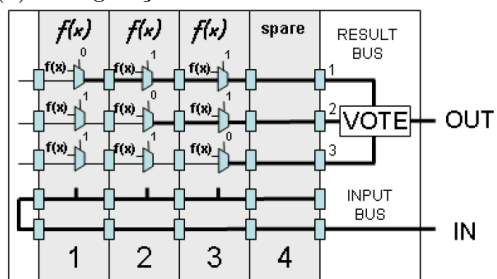 f(x) f(x) f(x) spare RESULT BUS
0 1 1
f(x) f(x) f(x) 1
1 0 1
f(x) f(x) f(x) 2 VOTE OUT
1 1 0
f(x) f(x) f(x) 3
INPUT BUS
IN
1 2 3 4